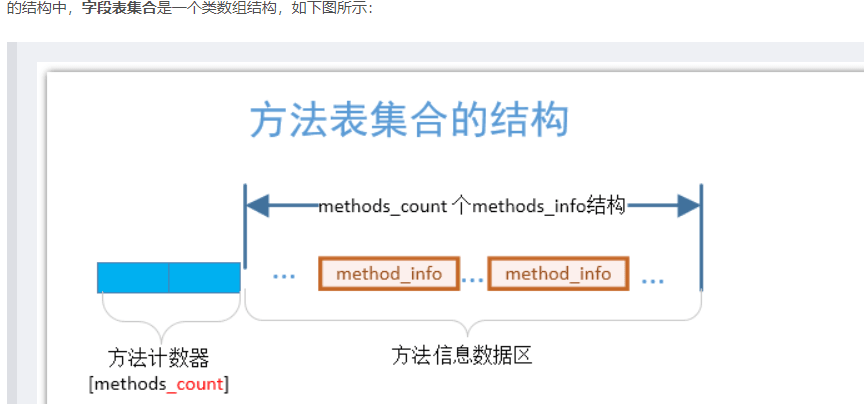 的结构中，字段表集合是一个类数组结构，如下图所示：
方法表集合的结构
methods_count 个methods_info结构
... method_info ... method_info ...
方法计数器
[methods_count]
方法信息数据区